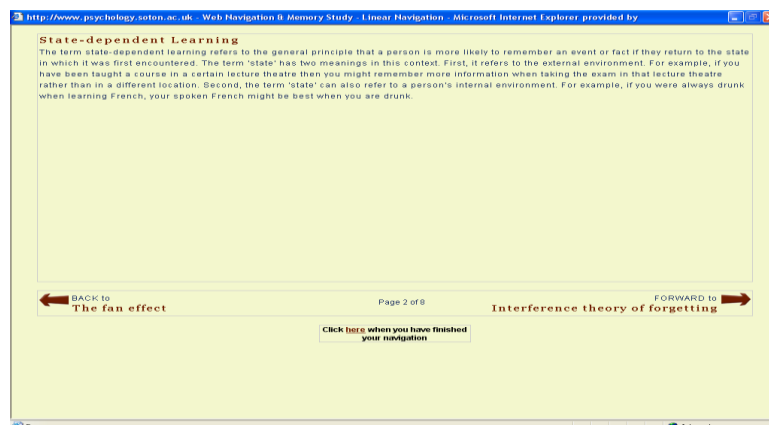 http://www.psychology.soton.ac.uk - Web Navigation & Memory Study - Linear Navigation - Microsoft Internet Explorer provided by
State-dependent Learning
The term state-dependent learning refers to the general principle that a person is more likely to remember an event or fact if they return to the state
in which it was first encountered. The term 'state' has two meanings in this context. First, it refers to the external environment. For example, if you
have been taught a course in a certain lecture theatre then you might remember more information when taking the exam in that lecture theatre
rather than in a different location. Second, the term 'state' can also refer to a person's internal environment. For example, if you were always drunk
when learning French, your spoken French might be best when you are drunk.
BACK to
The fan effect
Page 2 of 8
FORWARD to
Interference theory of forgetting
Click here when you have finished
your navigation